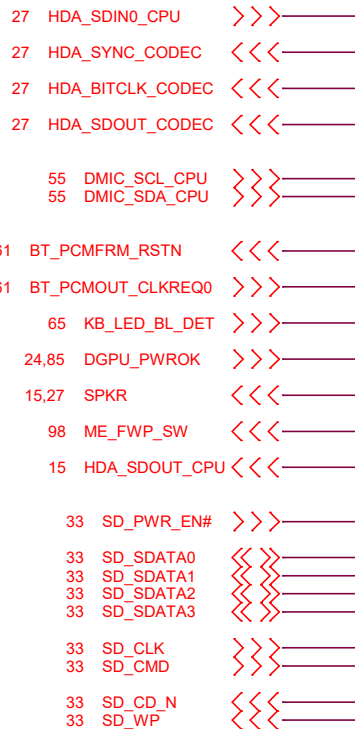 27 HDA_SDIN0_CPU
27 HDA_SYNC_CODEC
27 HDA_BITCLK_CODEC
27 HDA_SDOUT_CODEC
55 DMIC_SCL_CPU
55 DMIC_SDA_CPU
61 BT_PCMFRM_RSTN
61 BT_PCMOUT_CLKREQ0
65 KB_LED_BL_DET
24,85 DGPU_PWROK
15,27 SPKR
98 ME_FWP_SW
15 HDA_SDOUT_CPU
33 SD_PWR_EN#
33 SD_SDATA0
33 SD_SDATA1
33 SD_SDATA2
33 SD_SDATA3
33 SD_CLK
33 SD_CMD
33 SD_CD_N
33 SD_WP